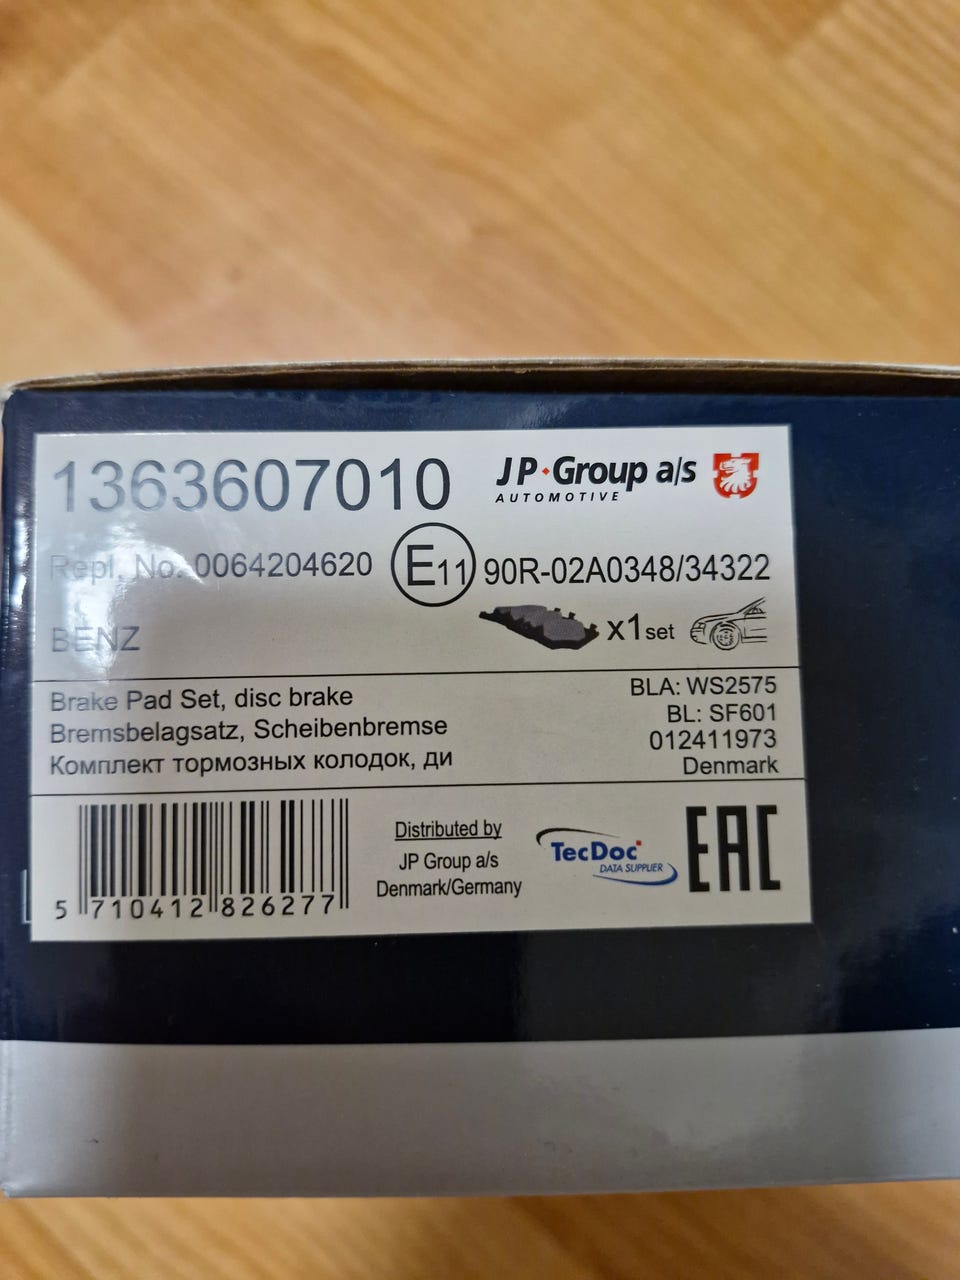 1363607010
JP Group a/s
AUTOMOTIVE
Repl. No. 0064204620
E11 90R-02A0348/34322
BENZ
x1 set
Brake Pad Set, disc brake
Bremsbelagsatz, Scheibenbremse
Комплект тормозных колодок, ди
BLA: WS2575
BL: SF601
012411973
Denmark
5 710412 826277
Distributed by
JP Group a/s
Denmark/Germany
TecDoc
DATA SUPPLIER
EAC